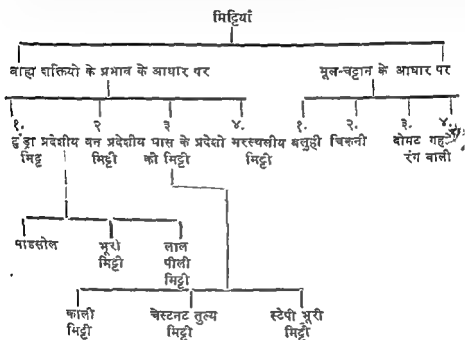 मिट्टियाँ
बाह्य शक्तियो के प्रभाव के आधार पर मूल-चट्टान के आधार पर
१. २ ३ ४. १. २. ३. ४.
टुंड्रा प्रदेशीय वन प्रदेशीय घास के प्रदेशो मरुस्थलीय बलुही चिकनी दोमट गहरे
मिट्ट मिट्टी की मिट्टी मिट्टी रंग वाली
पाडसोल भूरी लाल
मिट्टी पीली
मिट्टी
काली चेस्टनट तुल्य स्टेपी भूरी
मिट्टी मिट्टी मिट्टी